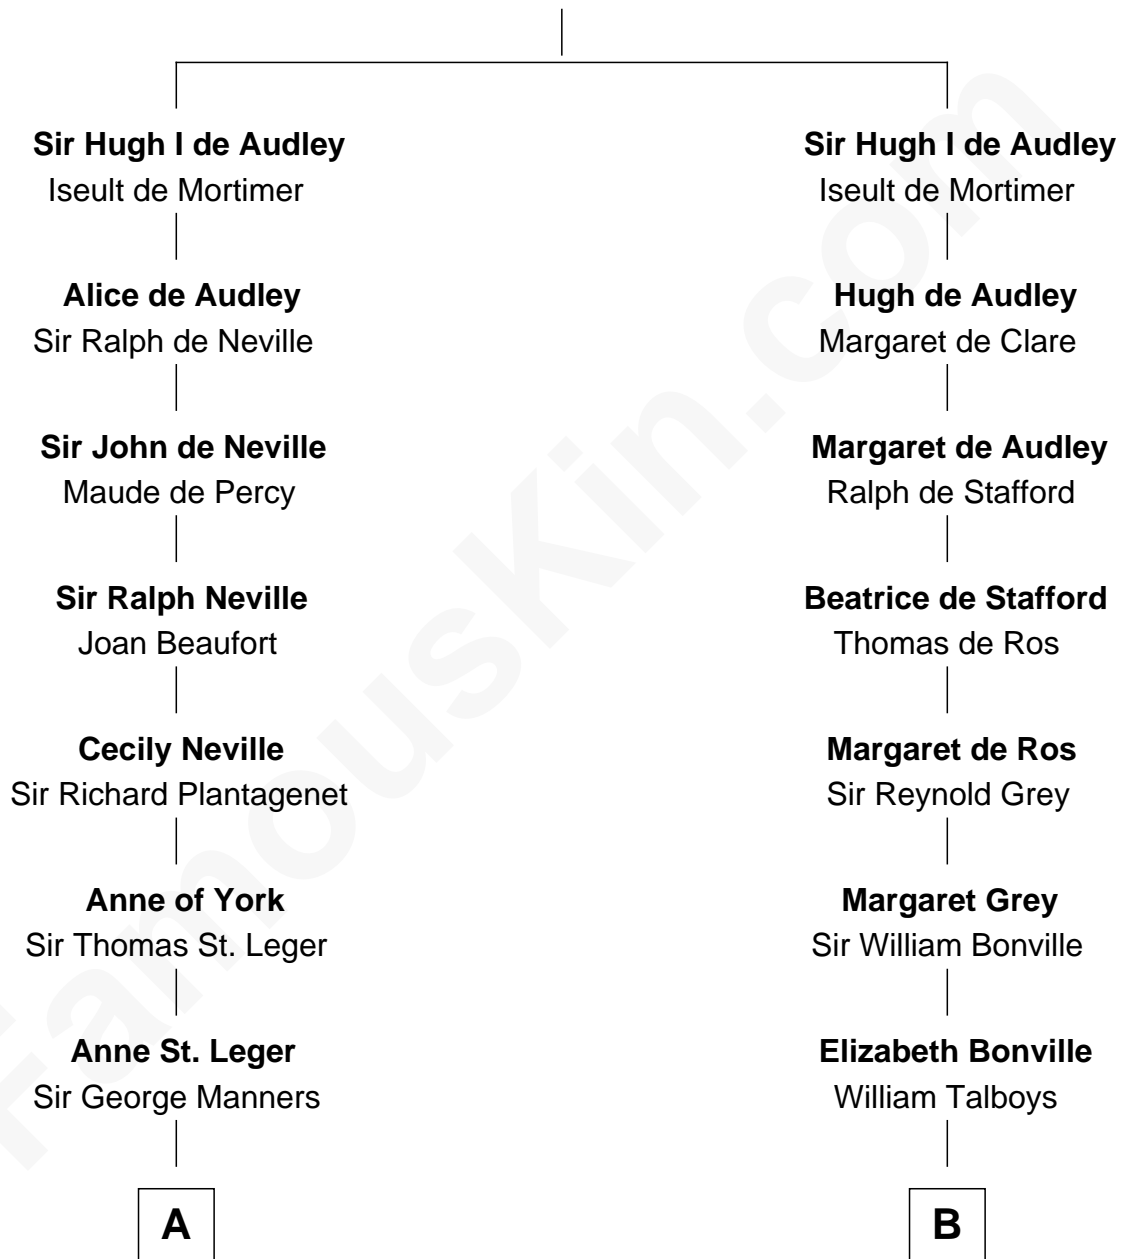 Sir Hugh I de Audley
Iseult de Mortimer
Alice de Audley
Sir Ralph de Neville
Sir John de Neville
Maude de Percy
Sir Ralph Neville
Joan Beaufort
Cecily Neville
Sir Richard Plantagenet
Anne of York
Sir Thomas St. Leger
Anne St. Leger
Sir George Manners
A
Sir Hugh I de Audley
Iseult de Mortimer
Hugh de Audley
Margaret de Clare
Margaret de Audley
Ralph de Stafford
Beatrice de Stafford
Thomas de Ros
Margaret de Ros
Sir Reynold Grey
Margaret Grey
Sir William Bonville
Elizabeth Bonville
William Talboys
B
FamousKin.com